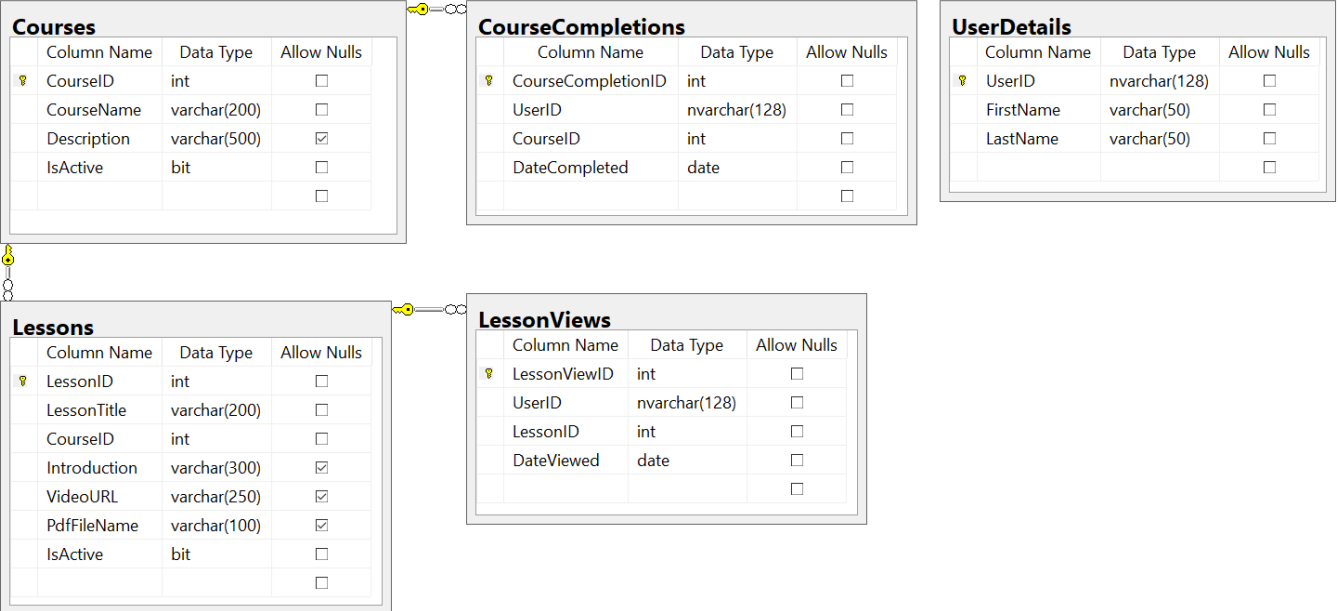 Courses
Column Name Data Type Allow Nulls
CourseID int
CourseName varchar(200)
Description varchar(500)
IsActive bit
CourseCompletions
Column Name Data Type Allow Nulls
CourseCompletionID int
UserID nvarchar(128)
CourseID int
DateCompleted date
UserDetails
Column Name Data Type Allow Nulls
UserID nvarchar(128)
FirstName varchar(50)
LastName varchar(50)
Lessons
Column Name Data Type Allow Nulls
LessonID int
LessonTitle varchar(200)
CourseID int
Introduction varchar(300)
VideoURL varchar(250)
PdfFileName varchar(100)
IsActive bit
LessonViews
Column Name Data Type Allow Nulls
LessonViewID int
UserID nvarchar(128)
LessonID int
DateViewed date